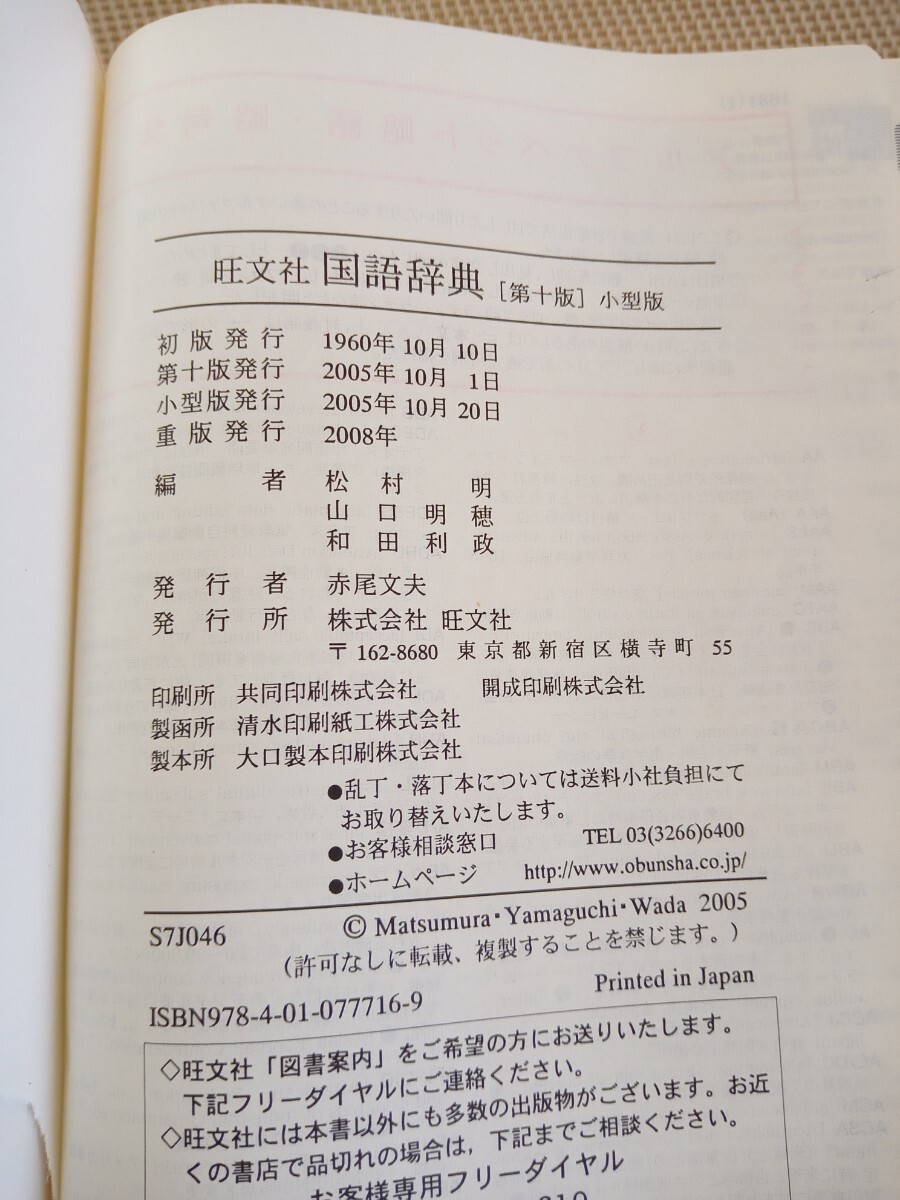 旺文社 国語辞典 [第十版] 小型版
初版発行 1960年 10月 10日
第十版発行 2005年 10月 1日
小型版発行 2005年 10月 20日
重版発行 2008年
編者 松村 明
山口明穂
和田利政
発行者 赤尾文夫
発行所 株式会社 旺文社
〒162-8680 東京都新宿区横寺町 55
印刷所 共同印刷株式会社 開成印刷株式会社
製函所 清水印刷紙工株式会社
製本所 大口製本印刷株式会社
●乱丁・落丁本については送料小社負担にて
お取り替えいたします。
●お客様相談窓口 TEL 03(3266)6400
●ホームページ http://www.obunsha.co.jp/
S7J046 © Matsumura・Yamaguchi・Wada 2005
(許可なしに転載、複製することを禁じます。)
ISBN978-4-01-077716-9 Printed in Japan
◇旺文社「図書案内」をご希望の方にお送りいたします。
下記フリーダイヤルにご連絡ください。
◇旺文社には本書以外にも多数の出版物がございます。お近
くの書店で品切れの場合は，下記までご相談ください。
お客様専用フリーダイヤル